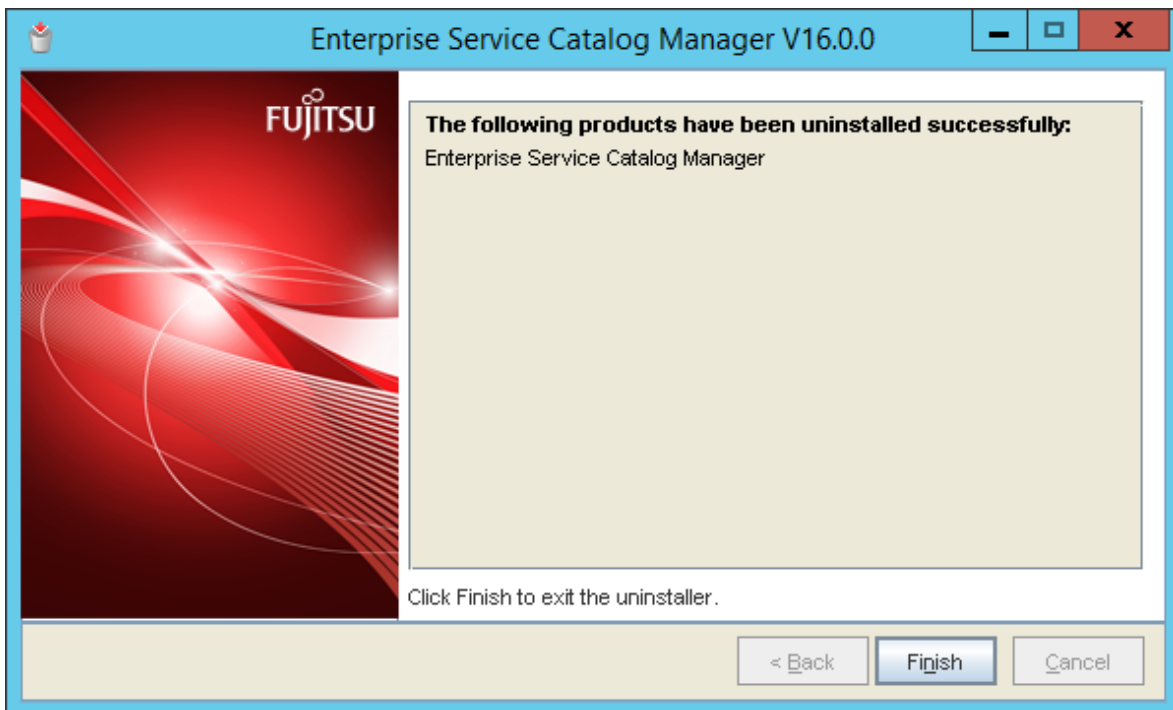 Enterprise Service Catalog Manager V16.0.0
FUJITSU
The following products have been uninstalled successfully:
Enterprise Service Catalog Manager
Click Finish to exit the uninstaller.
< Back
Finish
Cancel